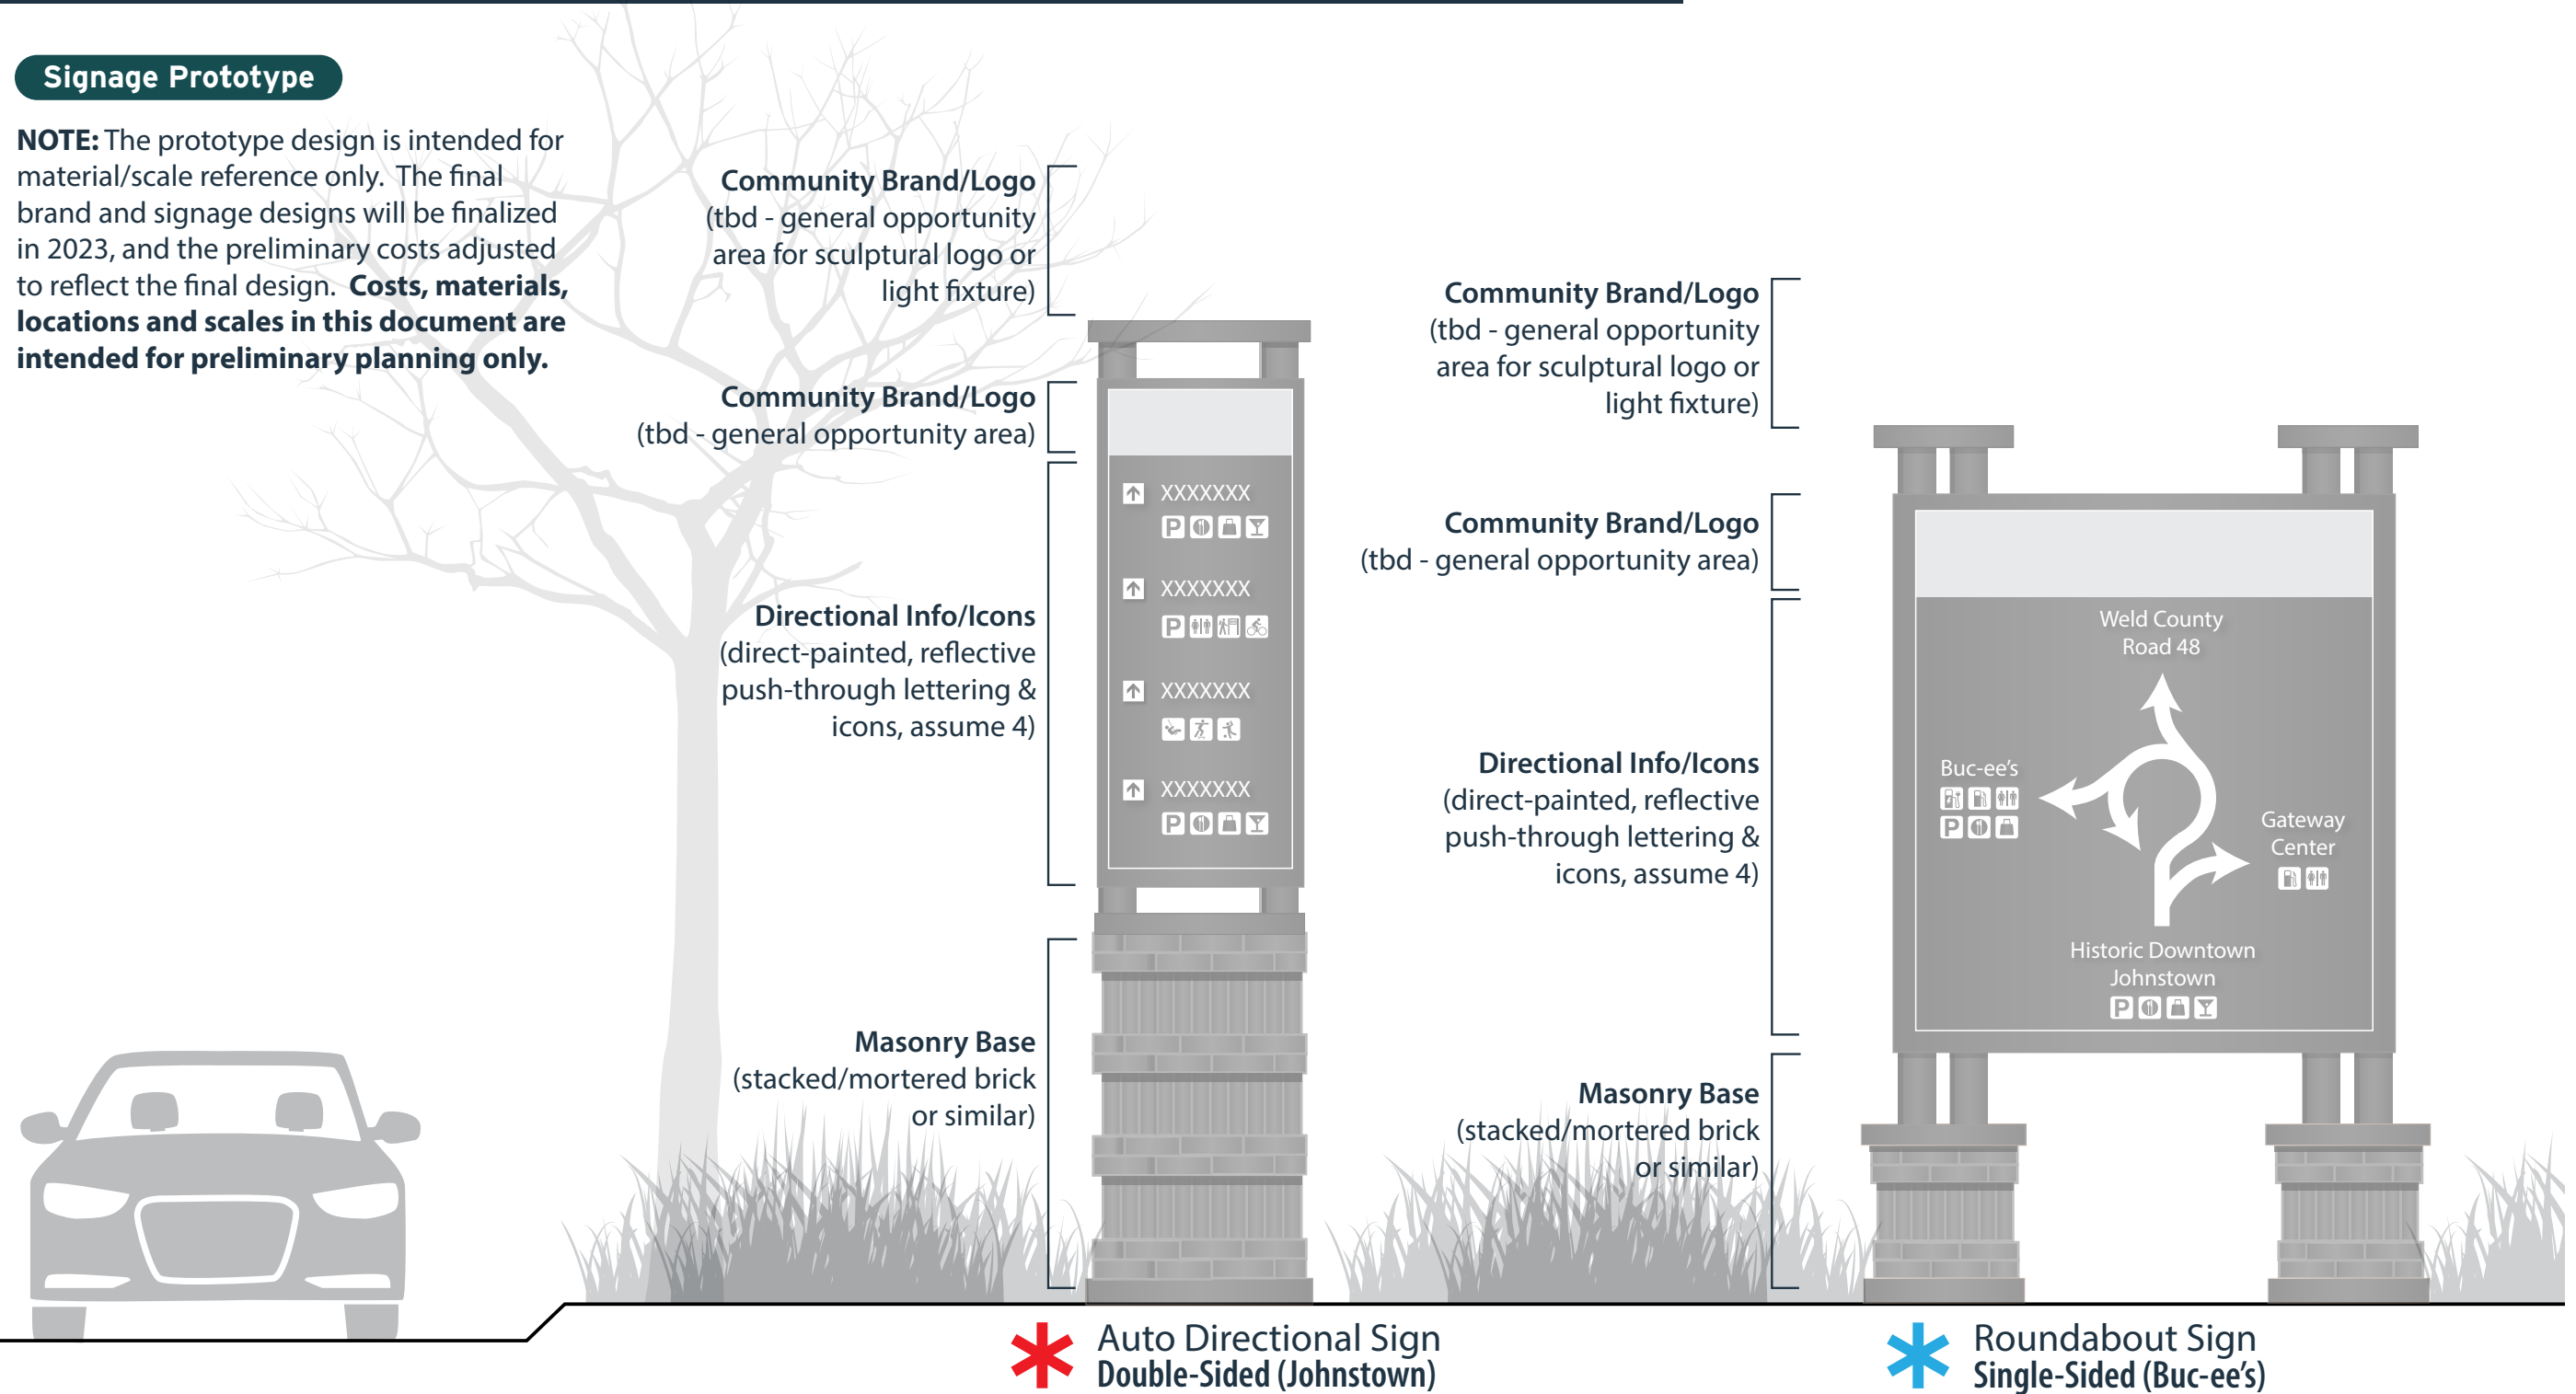 Signage Prototype
NOTE: The prototype design is intended for
material/scale reference only. The final
brand and signage designs will be finalized
in 2023, and the preliminary costs adjusted
to reflect the final design. Costs, materials,
locations and scales in this document are
intended for preliminary planning only.
Community Brand/Logo
(tbd - general opportunity
area for sculptural logo or
light fixture)
Community Brand/Logo
(tbd - general opportunity area)
Directional Info/Icons
(direct-painted, reflective
push-through lettering &
icons, assume 4)
Masonry Base
(stacked/mortered brick
or similar)
XXXXXXX
P
XXXXXXX
P
XXXXXXX
XXXXXXX
P
Auto Directional Sign
Double-Sided (Johnstown)
Community Brand/Logo
(tbd - general opportunity
area for sculptural logo or
light fixture)
Community Brand/Logo
(tbd - general opportunity area)
Directional Info/Icons
(direct-painted, reflective
push-through lettering &
icons, assume 4)
Masonry Base
(stacked/mortered brick
or similar)
Weld County
Road 48
Buc-ee's
P
Gateway
Center
Historic Downtown
Johnstown
P
Roundabout Sign
Single-Sided (Buc-ee's)